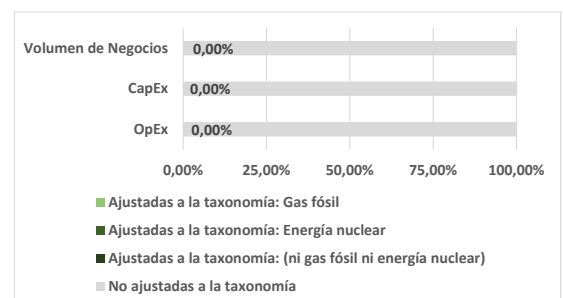 Volumen de Negocios 0,00%
CapEx 0,00%
OpEx 0,00%
0,00% 25,00% 50,00% 75,00% 100,00%
Ajustadas a la taxonomía: Gas fósil
Ajustadas a la taxonomía: Energía nuclear
Ajustadas a la taxonomía: (ni gas fósil ni energía nuclear)
No ajustadas a la taxonomía